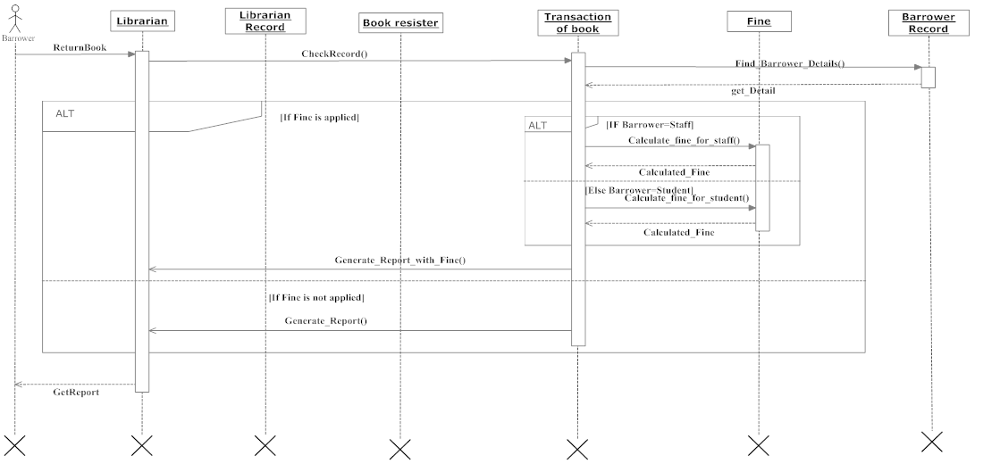 Barrower
Librarian
Librarian
Record
Book resister
Transaction
of book
Fine
Barrower
Record
ReturnBook
CheckRecord()
Find_Barrower_Details()
get_Detail
ALT
[If Fine is applied]
ALT
[IF Barrower=Staff]
Calculate_fine_for_staff()
Calculated_Fine
[Else Barrower=Student]
Calculate_fine_for_student()
Calculated_Fine
Generate_Report_with_Fine()
[If Fine is not applied]
Generate_Report()
GetReport